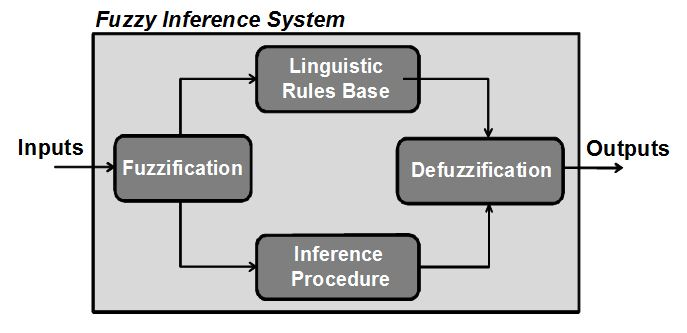 Fuzzy Inference System
Linguistic
Rules Base
Inputs
Fuzzification
Defuzzification
Outputs
Inference
Procedure